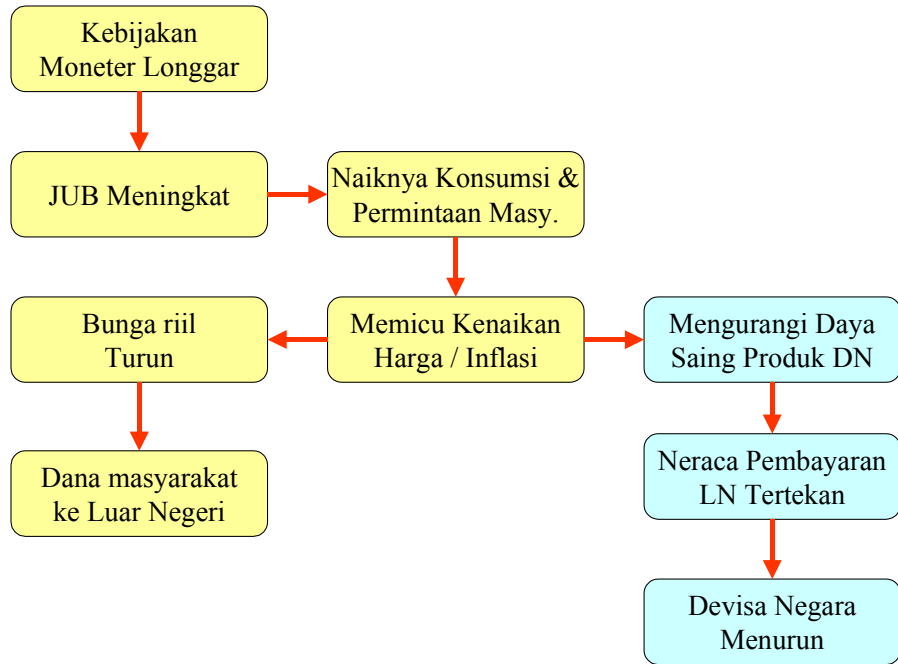 Kebijakan
Moneter Longgar
JUB Meningkat
Naiknya Konsumsi &
Permintaan Masy.
Bunga riil
Turun
Memicu Kenaikan
Harga / Inflasi
Mengurangi Daya
Saing Produk DN
Dana masyarakat
ke Luar Negeri
Neraca Pembayaran
LN Tertekan
Devisa Negara
Menurun